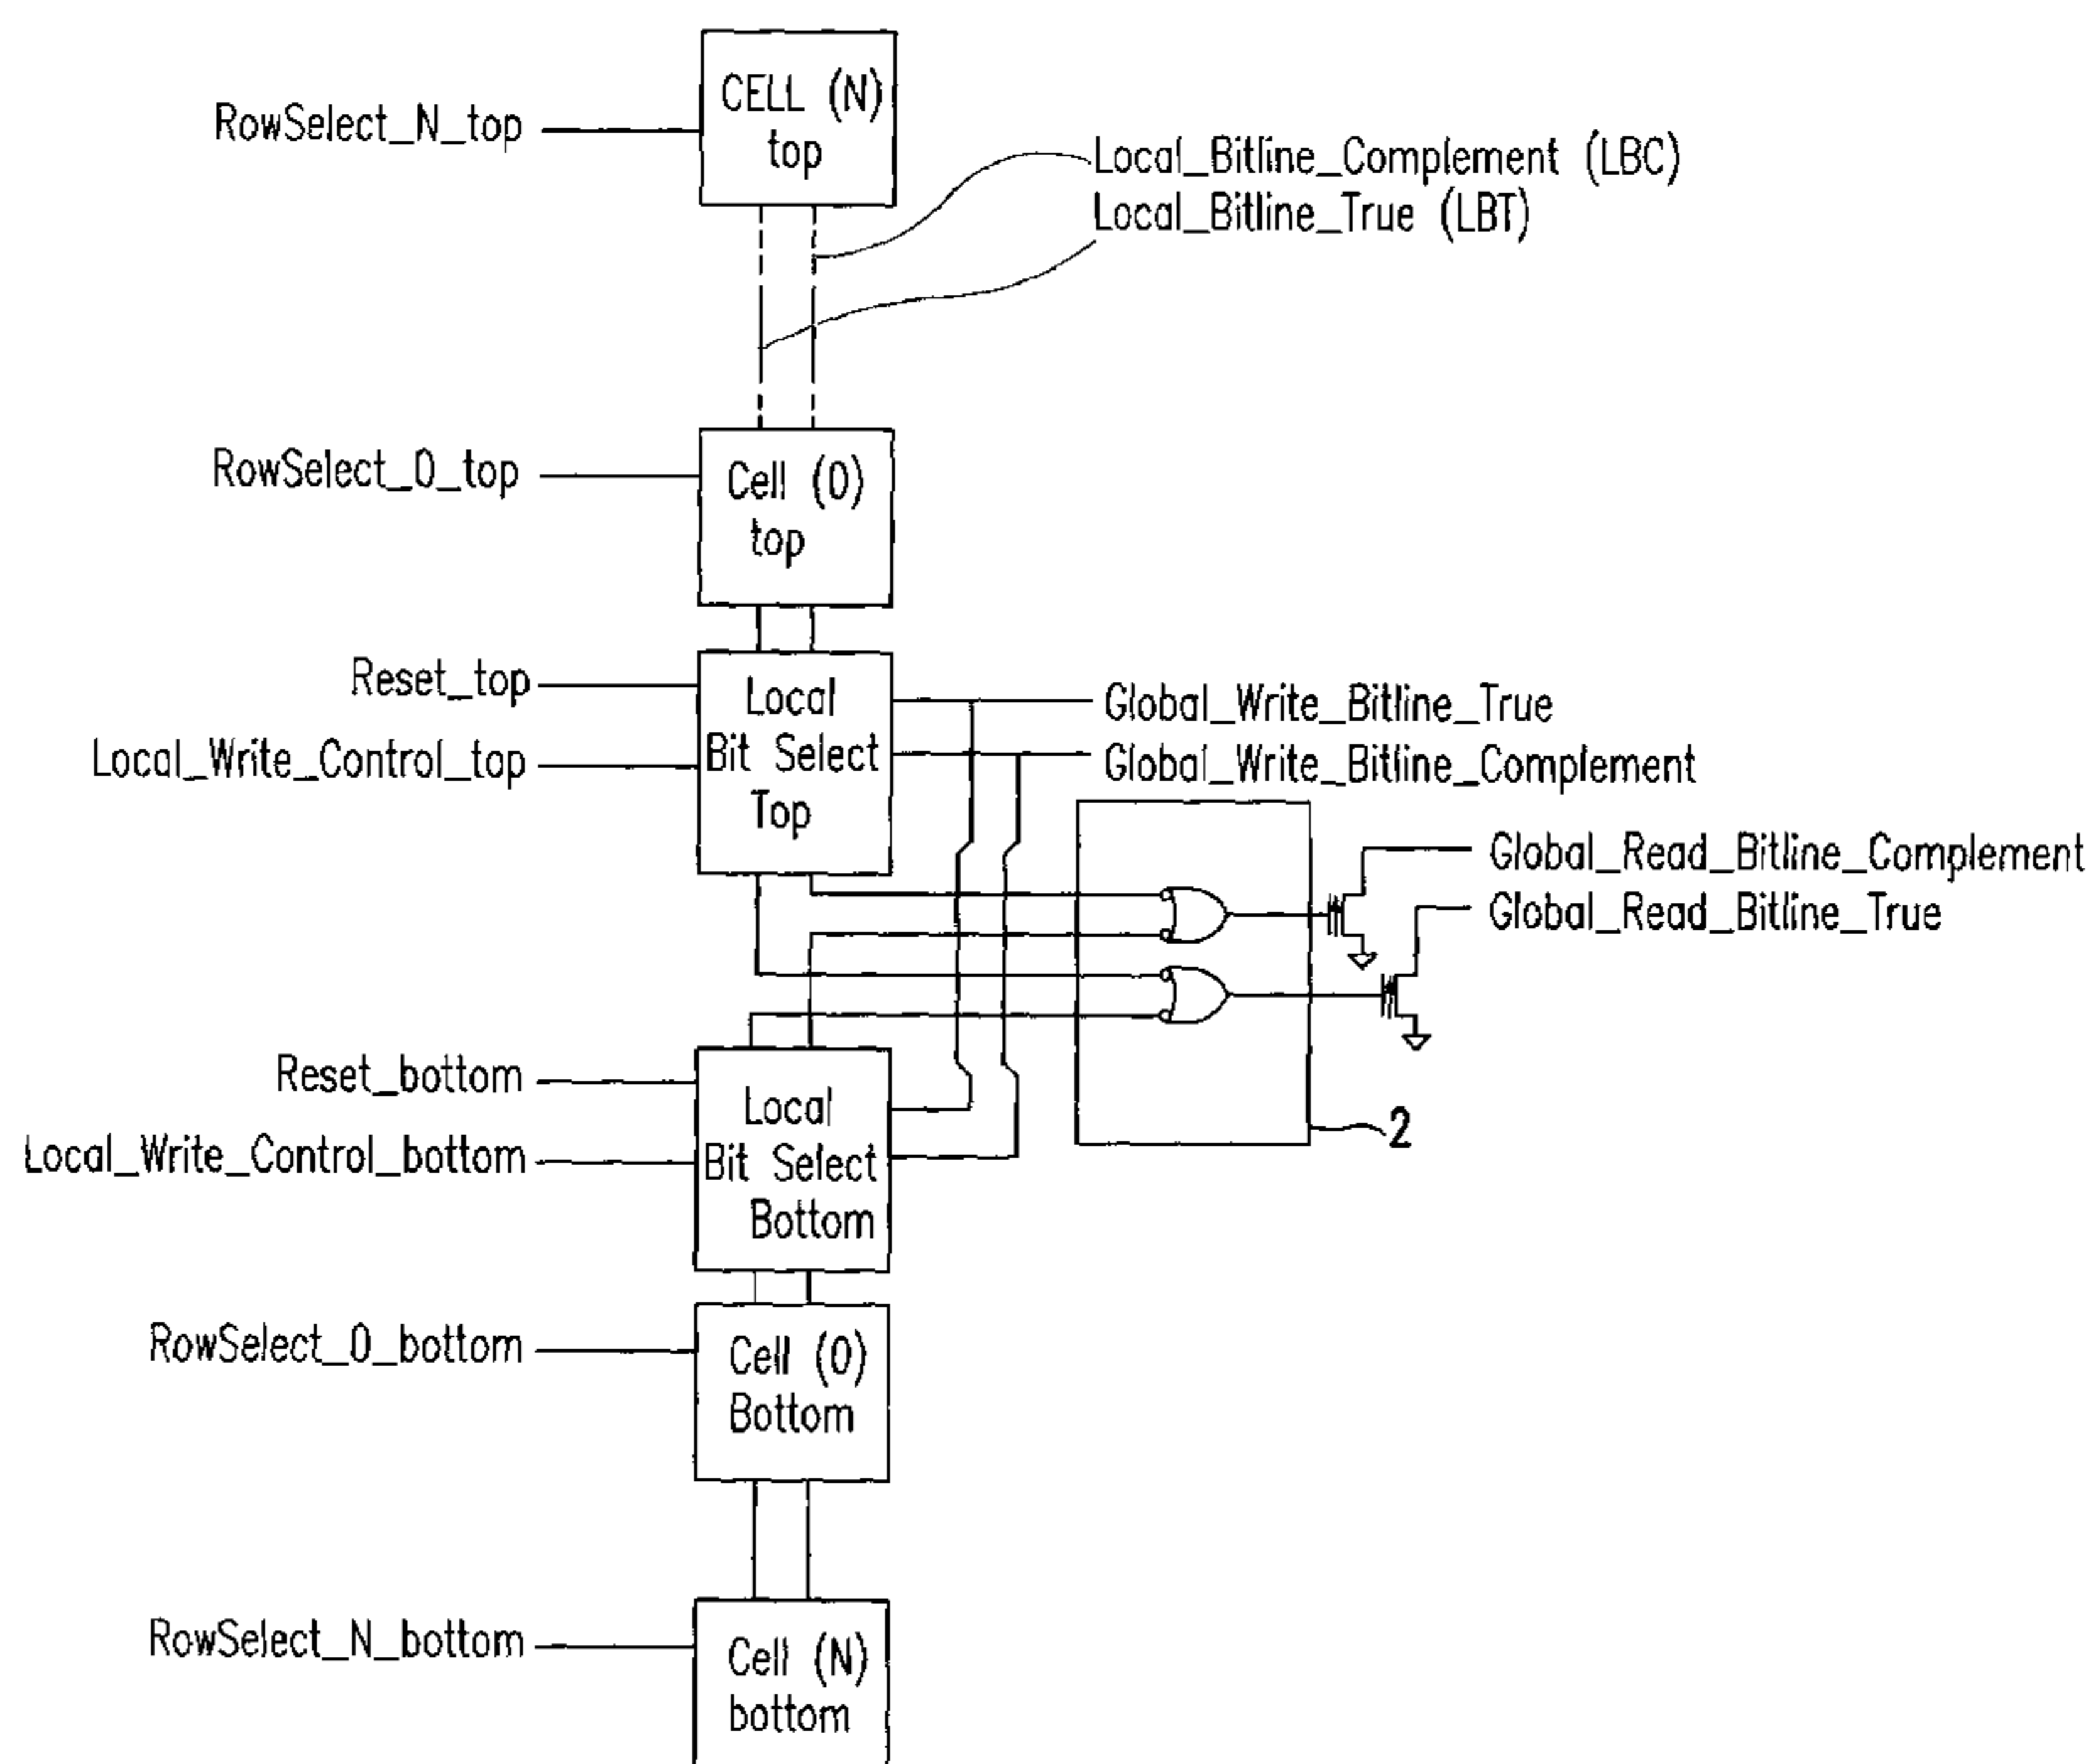 CELL (N)
top
RowSelect_N_top
Local_Bitline_Complement (LBC)
Local_Bitline_True (LBT)
RowSelect_0_top
Cell (0)
top
Reset_top
Local_Write_Control_top
Local
Bit Select
Top
Global_Write_Bitline_True
Global_Write_Bitline_Complement
Global_Read_Bitline_Complement
Global_Read_Bitline_True
2
Reset_bottom
Local_Write_Control_bottom
Local
Bit Select
Bottom
RowSelect_0_bottom
Cell (0)
Bottom
RowSelect_N_bottom
Cell (N)
bottom